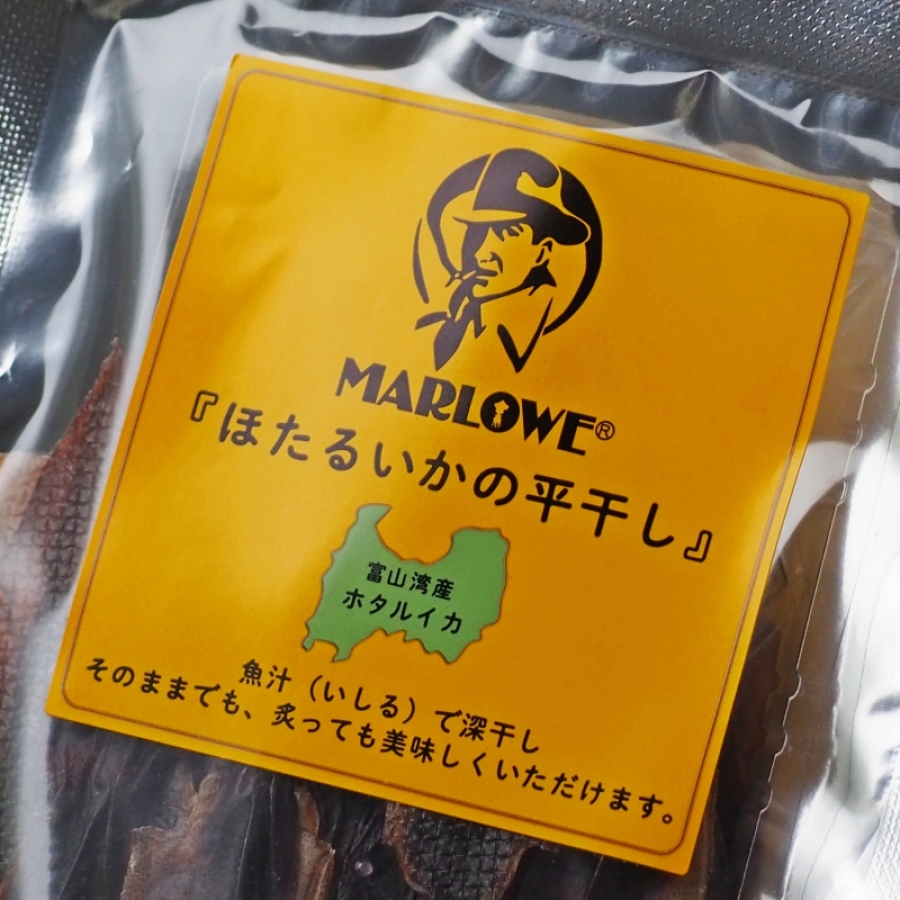 MARLOWE®
『ほたるいかの平干し』
富山湾産
ホタルイカ
魚汁（いしる）で深干し
そのままでも、炙っても美味しくいただけます。